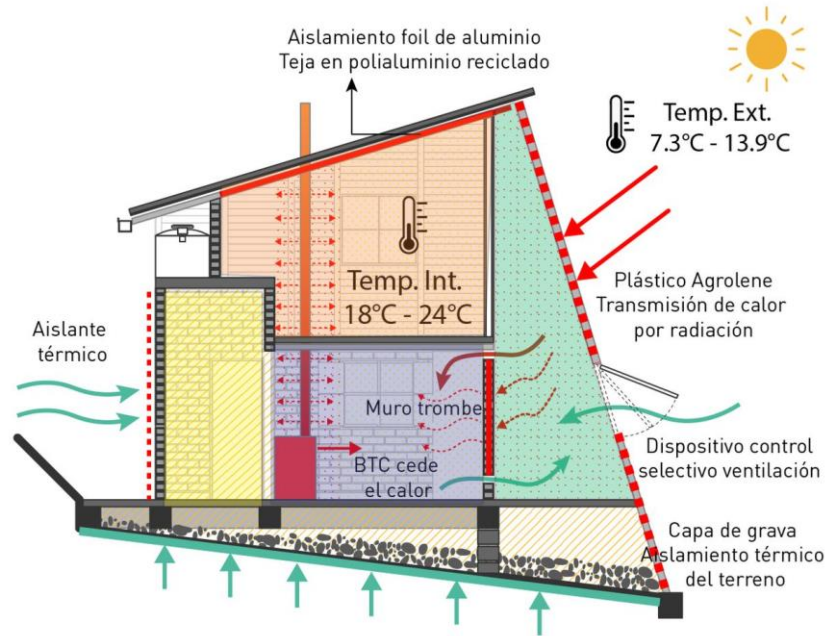 Aislamiento foil de aluminio
Teja en polialuminio reciclado
Temp. Ext.
7.3°C - 13.9°C
Temp. Int.
18°C - 24°C
Plástico Agrolene
Transmisión de calor
por radiación
Aislante
térmico
Muro trombe
BTC cede
el calor
Dispositivo control
selectivo ventilación
Capa de grava
Aislamiento térmico
del terreno